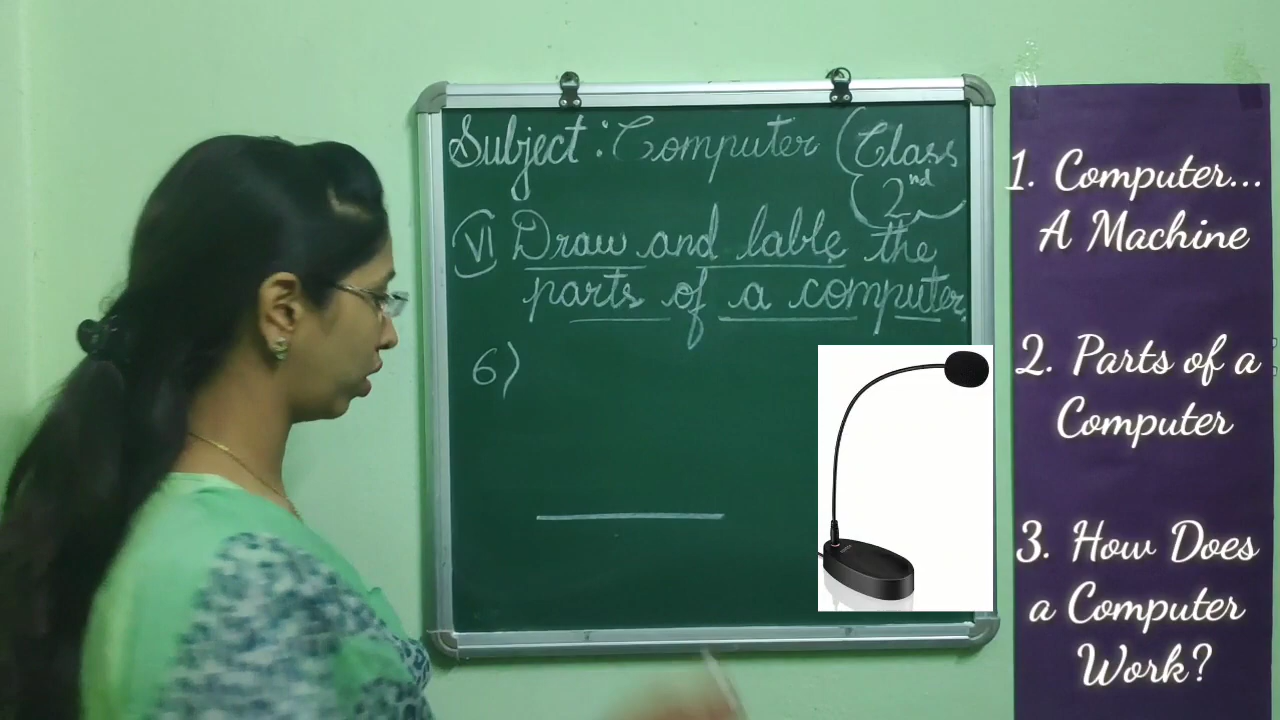 Subject : Computer (Class
2nd
VI Draw and lable the
parts of a computer.
6)
1. Computer...
A Machine
2. Parts of a
Computer
3. How Does
a Computer
Work?